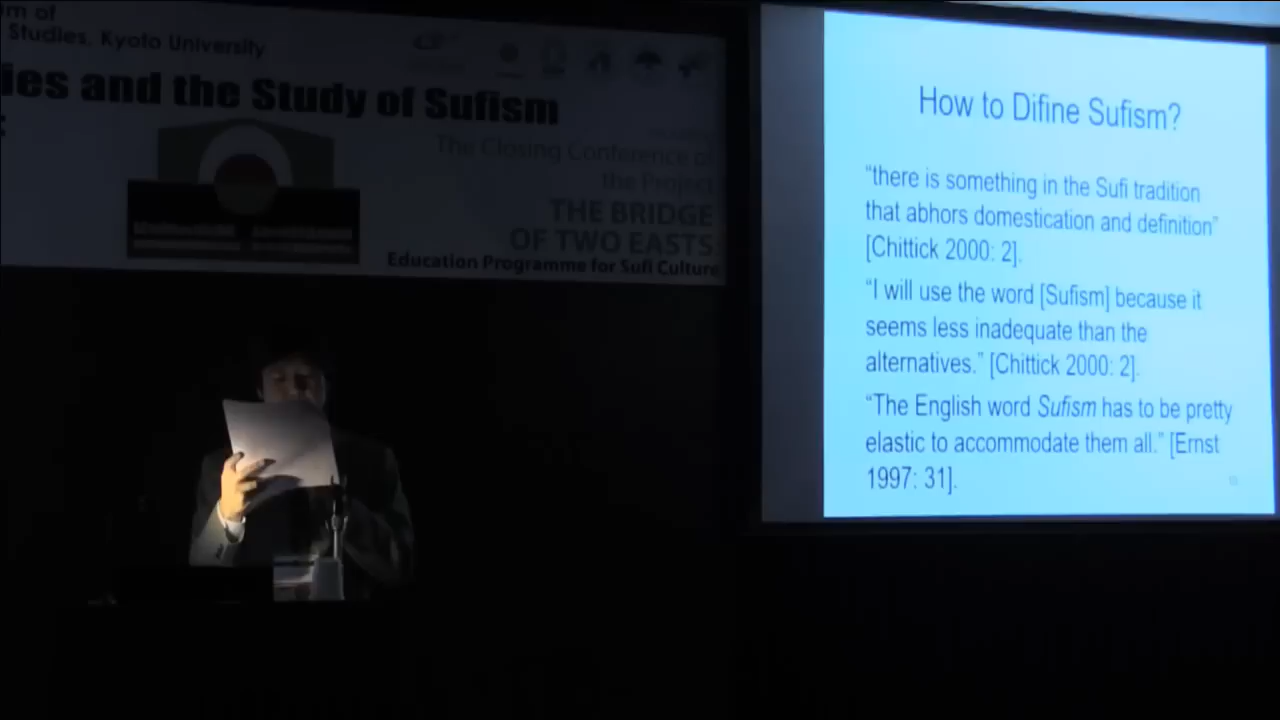 m of
Studies, Kyoto University
ies and the Study of Sufism
The Closing Conference of
the Project
THE BRIDGE
OF TWO EASTS
Education Programme for Sufi Culture
How to Difine Sufism?
“there is something in the Sufi tradition
that abhors domestication and definition”
[Chittick 2000: 2].
“I will use the word [Sufism] because it
seems less inadequate than the
alternatives.” [Chittick 2000: 2].
“The English word Sufism has to be pretty
elastic to accommodate them all.” [Ernst
1997: 31].